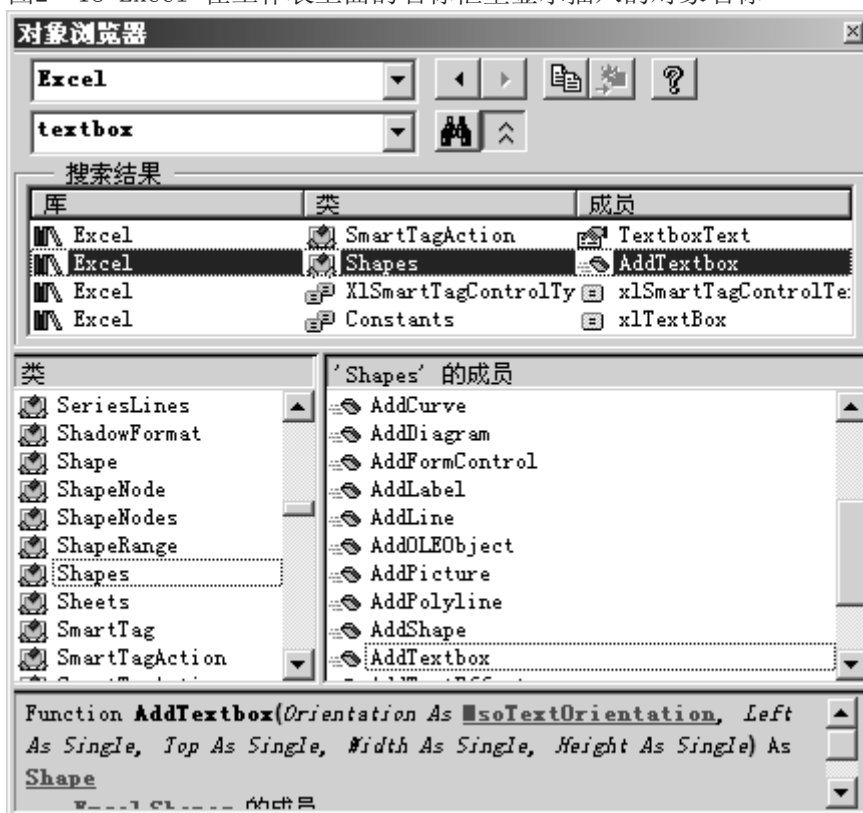 对象浏览器
Excel
textbox
搜索结果
库 类 成员
Excel SmartTagAction TextboxText
Excel Shapes AddTextbox
Excel XlSmartTagControlTy xlSmartTagControlTe
Excel Constants xlTextBox
类
SeriesLines
ShadowFormat
Shape
ShapeNode
ShapeNodes
ShapeRange
Shapes
Sheets
SmartTag
SmartTagAction
'Shapes' 的成员
AddCurve
AddDiagram
AddFormControl
AddLabel
AddLine
AddOLEObject
AddPicture
AddPolyline
AddShape
AddTextbox
Function AddTextbox(Orientation As MsoTextOrientation, Left
As Single, Top As Single, Width As Single, Height As Single) As
Shape